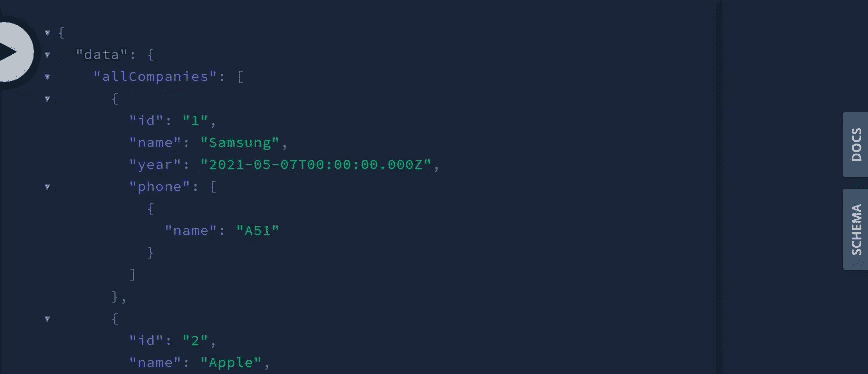 {
"data": {
"allCompanies": [
{
"id": "1",
"name": "Samsung",
"year": "2021-05-07T00:00:00.000Z",
"phone": [
{
"name": "A51"
}
]
},
{
"id": "2",
"name": "Apple",
DOCS
SCHEMA